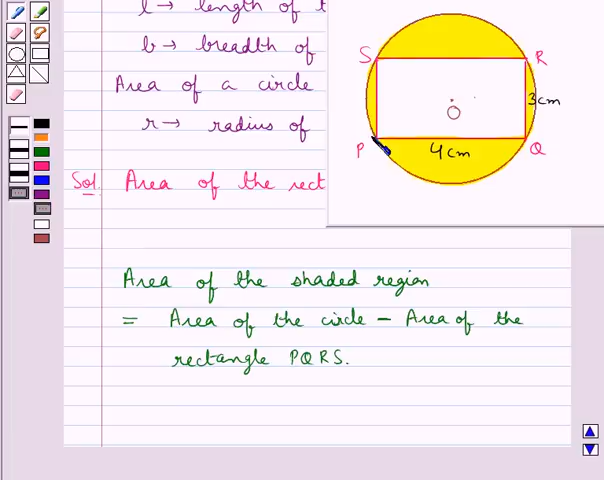 l → length of t
b → breadth of
Area of a circle
r → radius of
S
R
O
3cm
P
4cm
Q
Sol. Area of the rect
Area of the shaded region
= Area of the circle - Area of the
rectangle PQRS.